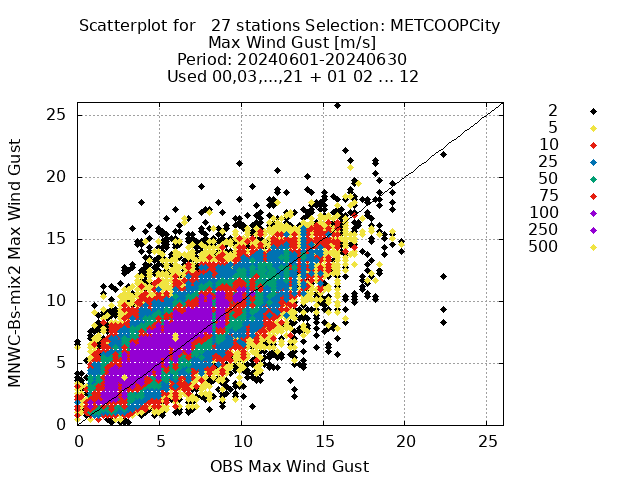 Scatterplot for   27 stations Selection: METCOOPCity
Max Wind Gust [m/s]
Period: 20240601-20240630
Used 00,03,...,21 + 01 02 ... 12
2
5
10
25
50
75
100
250
500
MNWC-Bs-mix2 Max Wind Gust
25
20
15
10
5
0
0 5 10 15 20 25
OBS Max Wind Gust